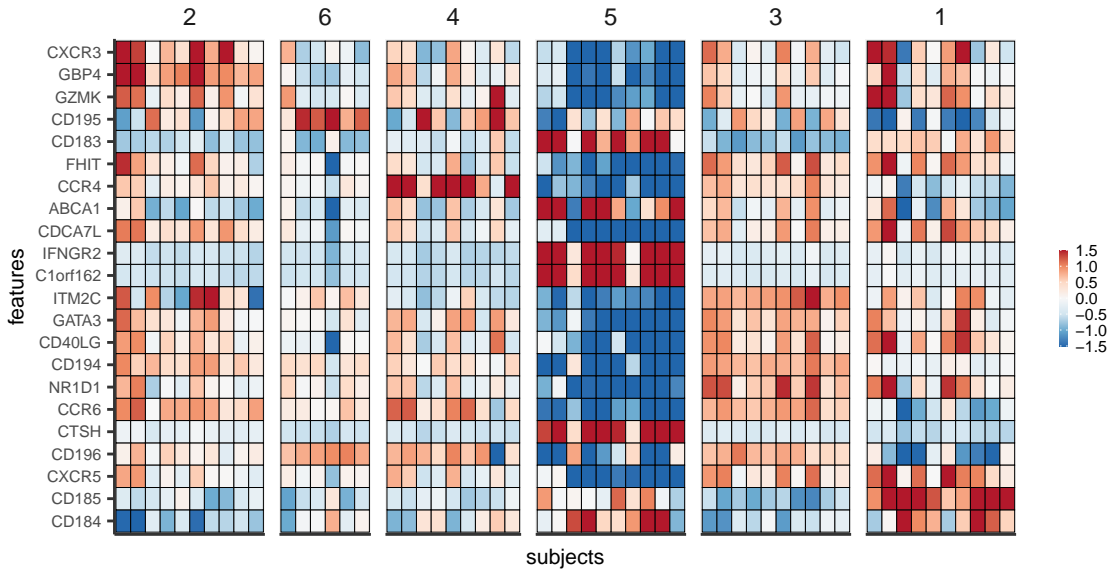 2 6 4 5 3 1
CXCR3
GBP4
GZMK
CD195
CD183
FHIT
CCR4
ABCA1
CDCA7L
IFNGR2
C1orf162
ITM2C
GATA3
CD40LG
CD194
NR1D1
CCR6
CTSH
CD196
CXCR5
CD185
CD184
features
subjects
1.5
1.0
0.5
0.0
−0.5
−1.0
−1.5